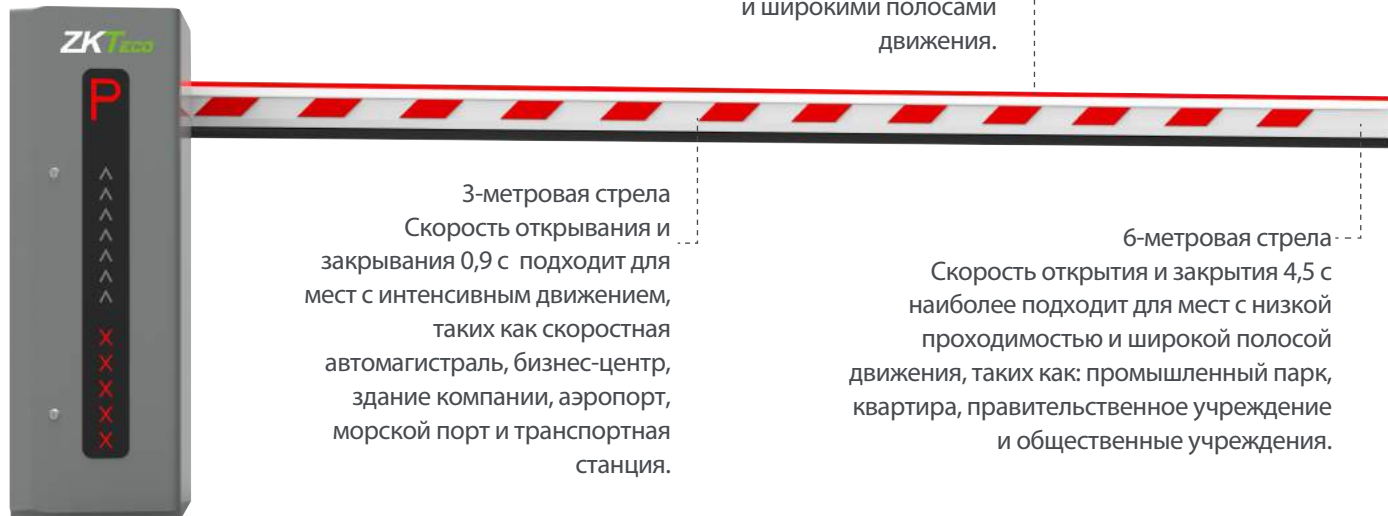 и широкими полосами
движения.
ZKTeco
P
3-метровая стрела
Скорость открывания и
закрывания 0,9 с подходит для
мест с интенсивным движением,
таких как скоростная
автомагистраль, бизнес-центр,
здание компании, аэропорт,
морской порт и транспортная
станция.
6-метровая стрела
Скорость открытия и закрытия 4,5 с
наиболее подходит для мест с низкой
проходимостью и широкой полосой
движения, таких как: промышленный парк,
квартира, правительственное учреждение
и общественные учреждения.